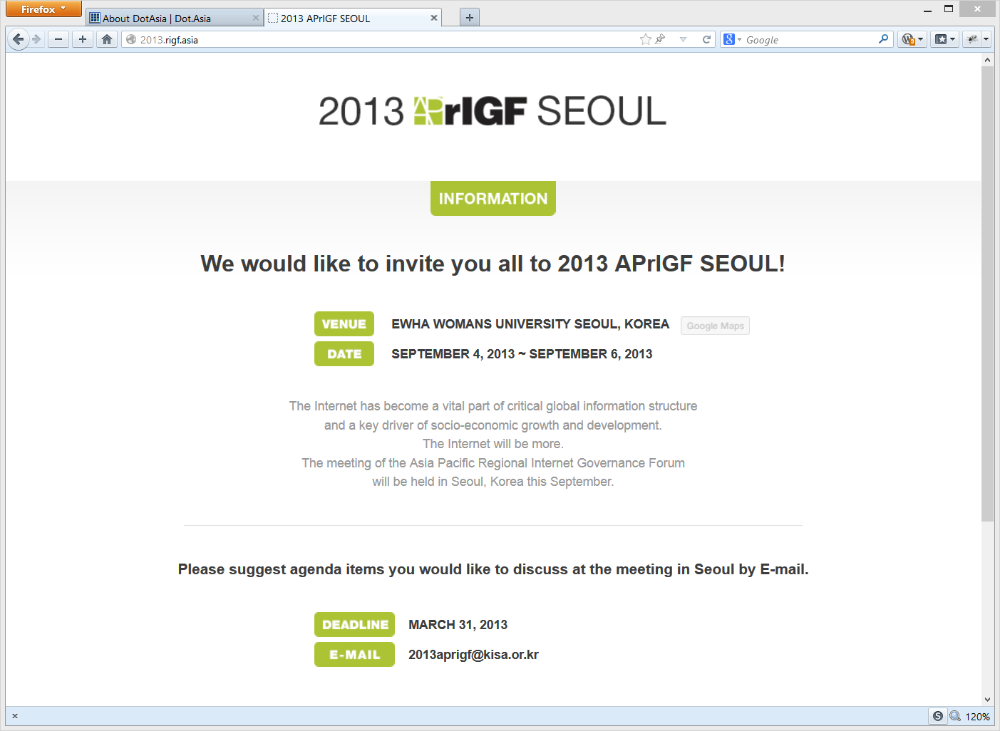 Firefox
About DotAsia | Dot.Asia
2013 APrIGF SEOUL
2013.rigf.asia
Google
2013 APrIGF SEOUL
INFORMATION
We would like to invite you all to 2013 APrIGF SEOUL!
VENUE EWHA WOMANS UNIVERSITY SEOUL, KOREA Google Maps
DATE SEPTEMBER 4, 2013 ~ SEPTEMBER 6, 2013
The Internet has become a vital part of critical global information structure
and a key driver of socio-economic growth and development.
The Internet will be more.
The meeting of the Asia Pacific Regional Internet Governance Forum
will be held in Seoul, Korea this September.
Please suggest agenda items you would like to discuss at the meeting in Seoul by E-mail.
DEADLINE MARCH 31, 2013
E-MAIL 2013aprigf@kisa.or.kr
120%